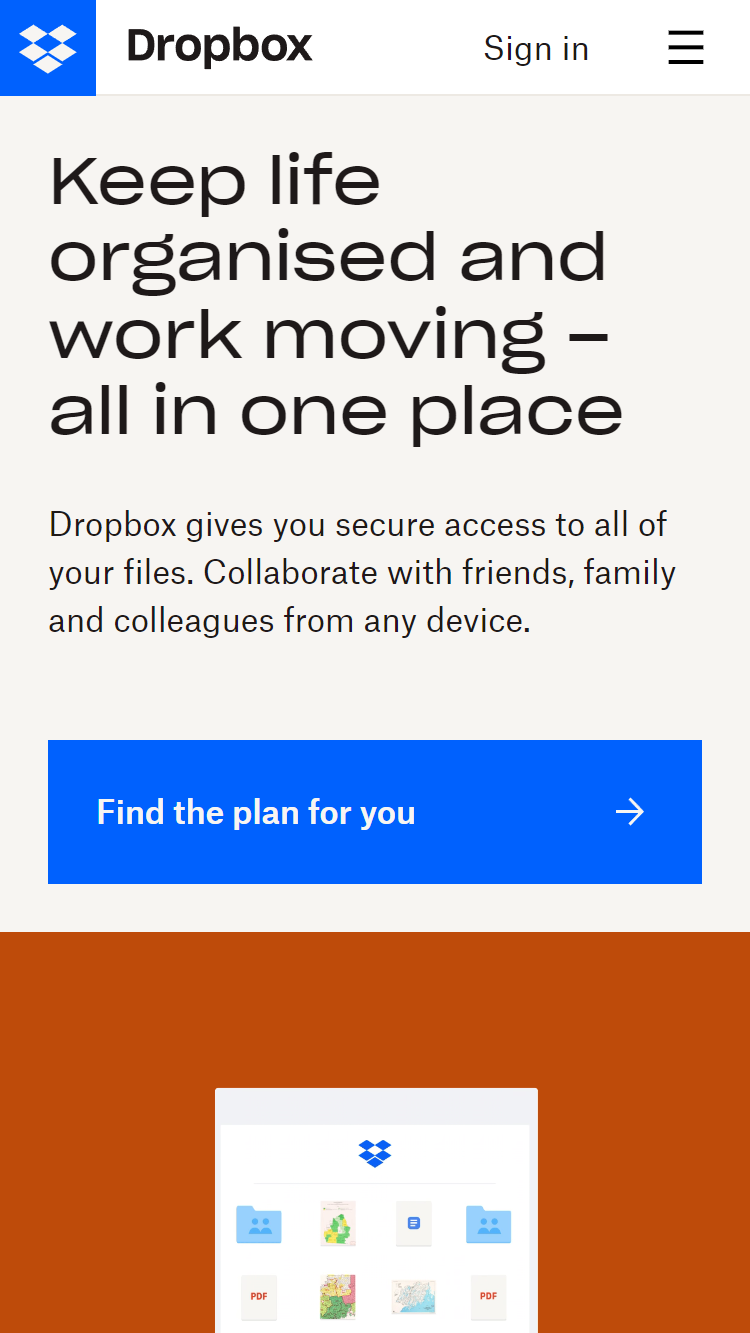 Dropbox
Sign in
Keep life
organised and
work moving –
all in one place
Dropbox gives you secure access to all of
your files. Collaborate with friends, family
and colleagues from any device.
Find the plan for you
PDF
PDF